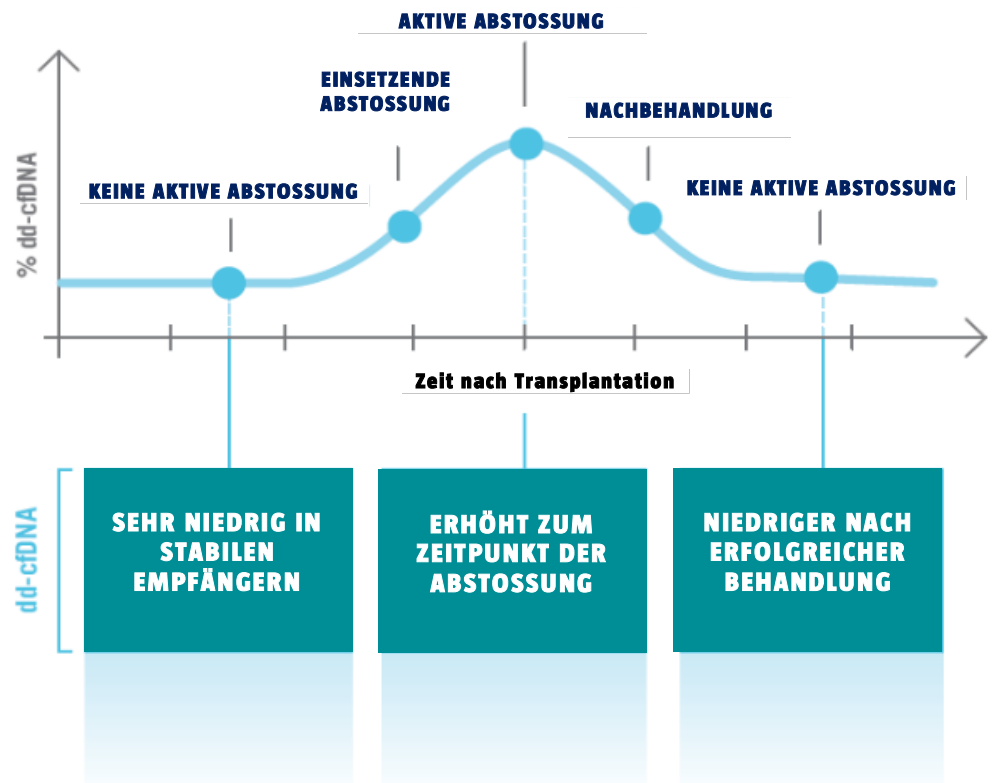 AKTIVE ABSTOSSUNG
EINSETZENDE
ABSTOSSUNG
NACHBEHANDLUNG
KEINE AKTIVE ABSTOSSUNG
KEINE AKTIVE ABSTOSSUNG
% dd-cfDNA
Zeit nach Transplantation
dd-cfDNA
SEHR NIEDRIG IN
STABILEN
EMPFÄNGERN
ERHÖHT ZUM
ZEITPUNKT DER
ABSTOSSUNG
NIEDRIGER NACH
ERFOLGREICHER
BEHANDLUNG